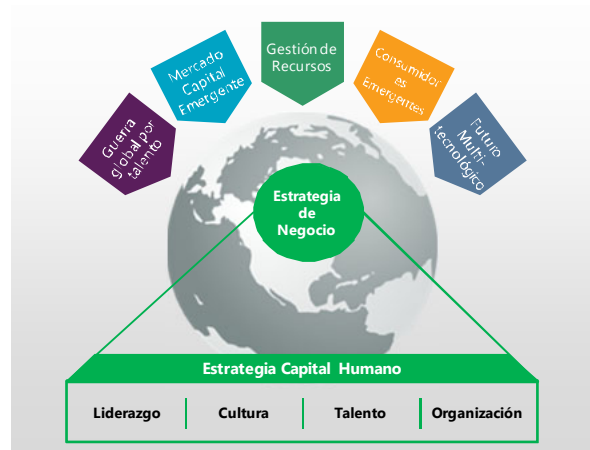 Guerra
global por
talento
Mercado
Capital
Emergente
Gestión de
Recursos
Consumidor
es
Emergentes
Futuro
Multi-
tecnológico
Estrategia
de
Negocio
Estrategia Capital Humano
Liderazgo
Cultura
Talento
Organización